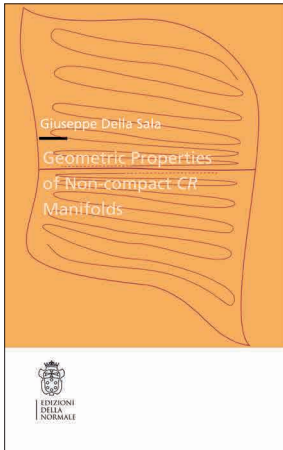 Giuseppe Della Sala
Geometric Properties
of Non-compact CR
Manifolds
EDIZIONI
DELLA
NORMALE